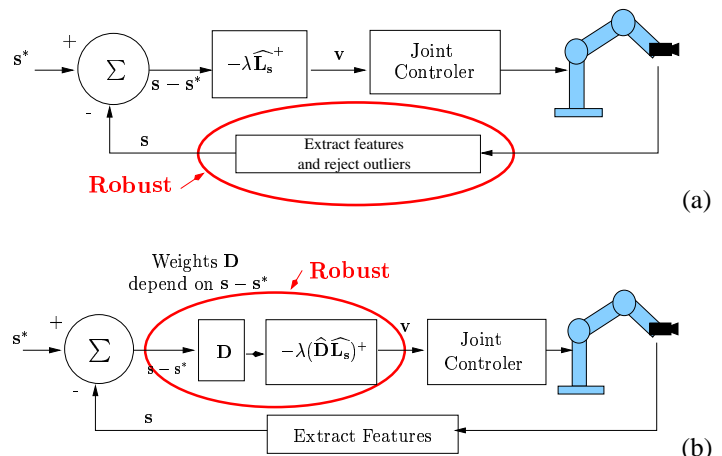 +
s*
Σ
-
s − s*
−λL̂ₛ⁺
v
Joint
Controler
s
Extract features
and reject outliers
Robust
(a)
Weights D
depend on s − s*
Robust
+
s*
Σ
-
s − s*
D
−λ(D̂L̂ₛ)⁺
v
Joint
Controler
s
Extract Features
(b)